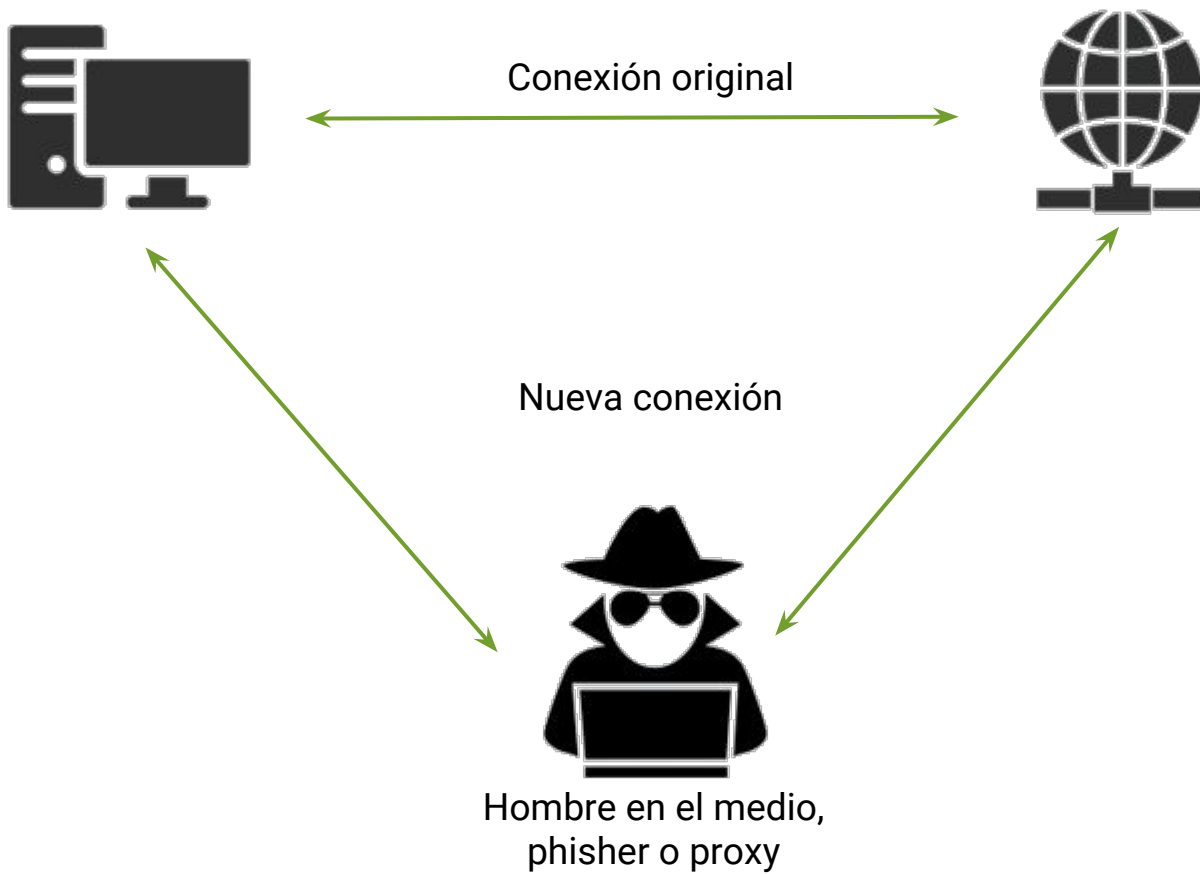 Conexión original
Nueva conexión
Hombre en el medio,
phisher o proxy